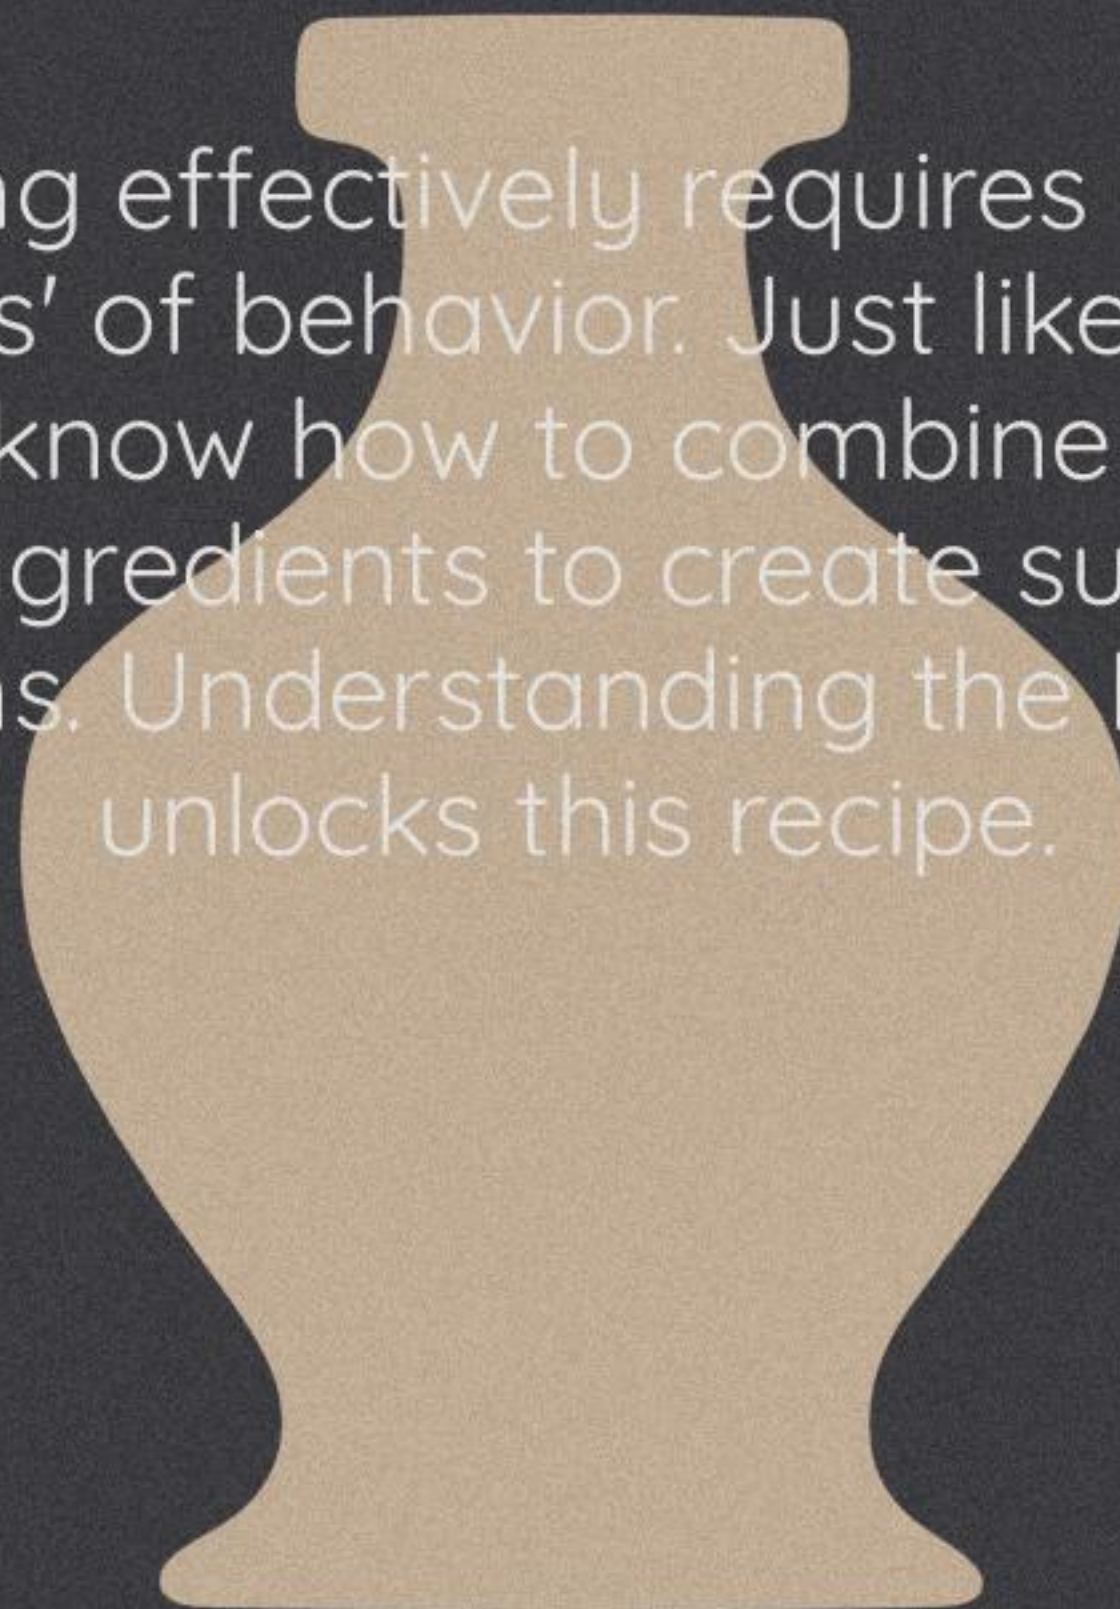 ng effectively requires
s' of behavior. Just like
know how to combine
gredients to create su
s. Understanding the
unlocks this recipe.